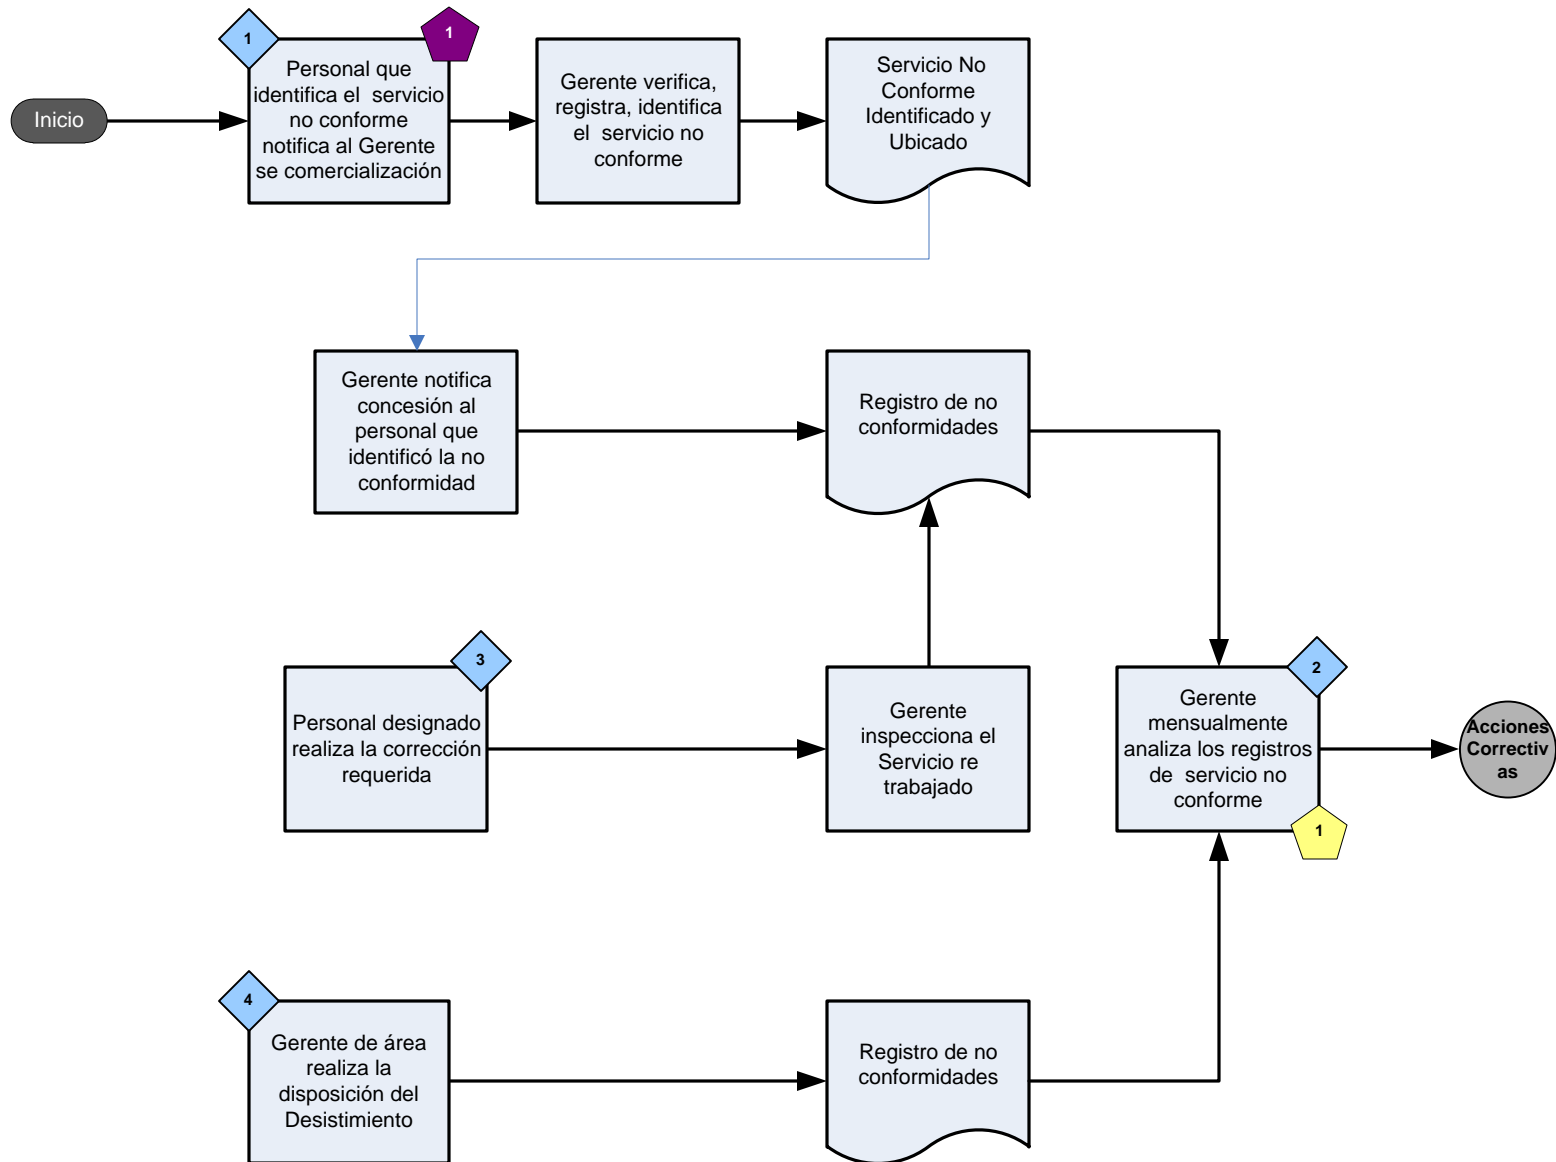 1
1
Inicio
Personal que
identifica el servicio
no conforme
notifica al Gerente
se comercialización
Gerente verifica,
registra, identifica
el servicio no
conforme
Servicio No
Conforme
Identificado y
Ubicado
Gerente notifica
concesión al
personal que
identificó la no
conformidad
Registro de no
conformidades
3
Personal designado
realiza la corrección
requerida
Gerente
inspecciona el
Servicio re
trabajado
2
Gerente
mensualmente
analiza los registros
de servicio no
conforme
1
Acciones
Correctiv
as
4
Gerente de área
realiza la
disposición del
Desistimiento
Registro de no
conformidades